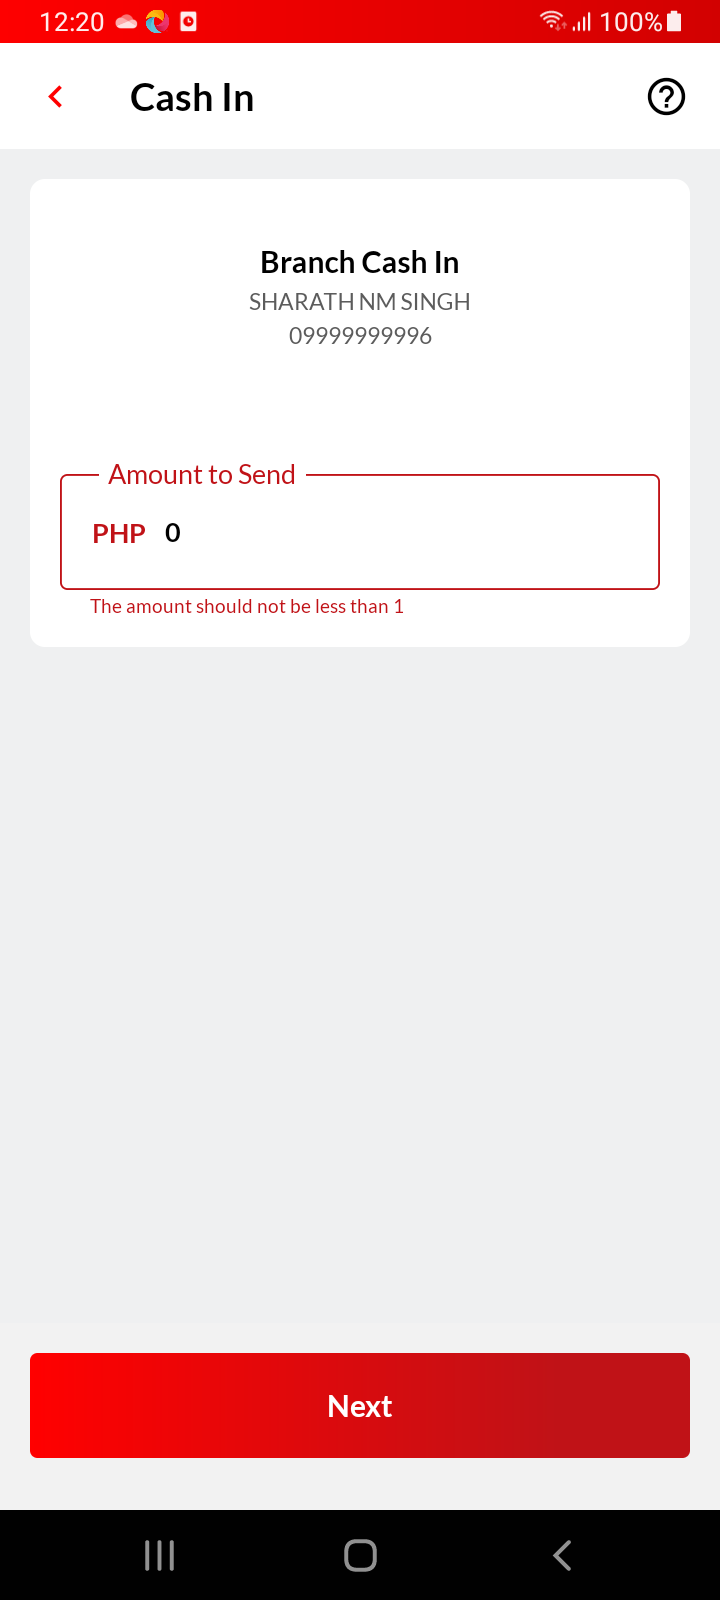 12:20
100%
Cash In
Branch Cash In
SHARATH NM SINGH
09999999996
Amount to Send
PHP 0
The amount should not be less than 1
Next